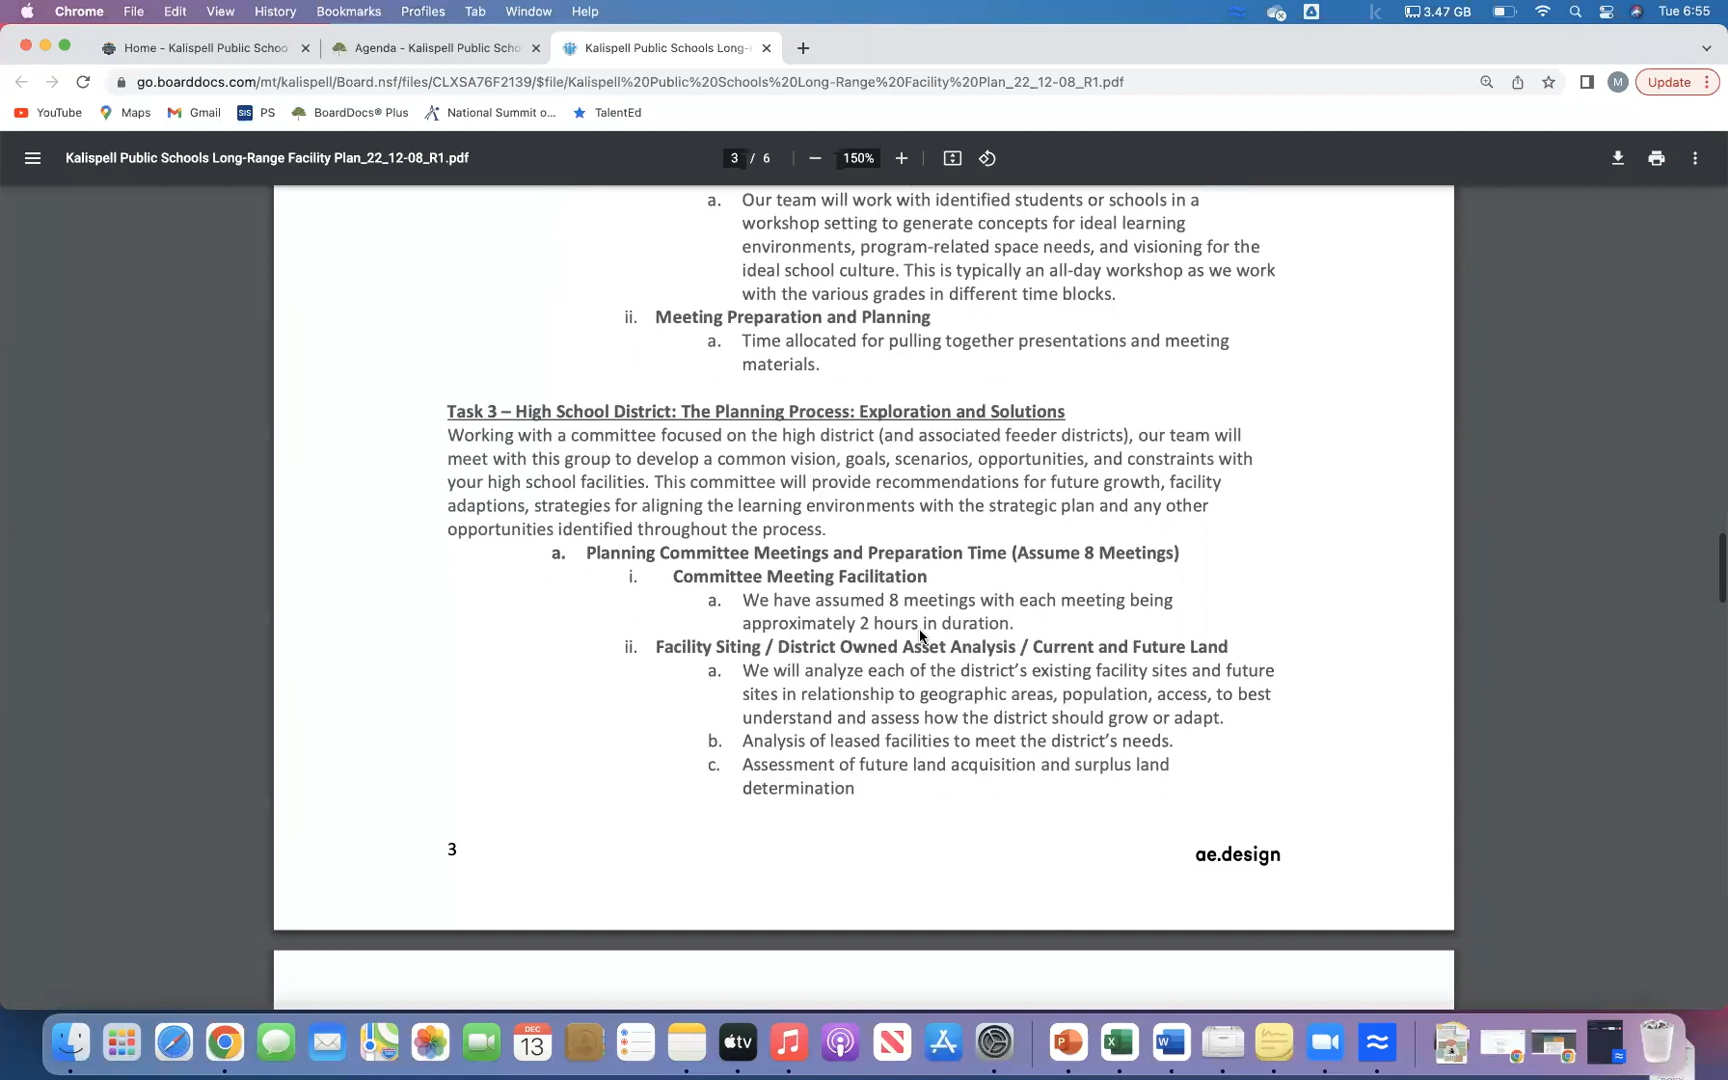 Chrome File Edit View History Bookmarks Profiles Tab Window Help 3.47 GB Tue 6:55
Home - Kalispell Public Schoo Agenda - Kalispell Public Scho Kalispell Public Schools Long-
go.boarddocs.com/mt/kalispell/Board.nsf/files/CLXSA76F2139/$file/Kalispell%20Public%20Schools%20Long-Range%20Facility%20Plan_22_12-08_R1.pdf M Update
YouTube Maps Gmail SIS PS BoardDocs® Plus National Summit o... TalentEd
Kalispell Public Schools Long-Range Facility Plan_22_12-08_R1.pdf 3 / 6 150%
a. Our team will work with identified students or schools in a
workshop setting to generate concepts for ideal learning
environments, program-related space needs, and visioning for the
ideal school culture. This is typically an all-day workshop as we work
with the various grades in different time blocks.
ii. Meeting Preparation and Planning
a. Time allocated for pulling together presentations and meeting
materials.
Task 3 – High School District: The Planning Process: Exploration and Solutions
Working with a committee focused on the high district (and associated feeder districts), our team will
meet with this group to develop a common vision, goals, scenarios, opportunities, and constraints with
your high school facilities. This committee will provide recommendations for future growth, facility
adaptions, strategies for aligning the learning environments with the strategic plan and any other
opportunities identified throughout the process.
a. Planning Committee Meetings and Preparation Time (Assume 8 Meetings)
i. Committee Meeting Facilitation
a. We have assumed 8 meetings with each meeting being
approximately 2 hours in duration.
ii. Facility Siting / District Owned Asset Analysis / Current and Future Land
a. We will analyze each of the district's existing facility sites and future
sites in relationship to geographic areas, population, access, to best
understand and assess how the district should grow or adapt.
b. Analysis of leased facilities to meet the district's needs.
c. Assessment of future land acquisition and surplus land
determination
3 ae.design
DEC
13
tv